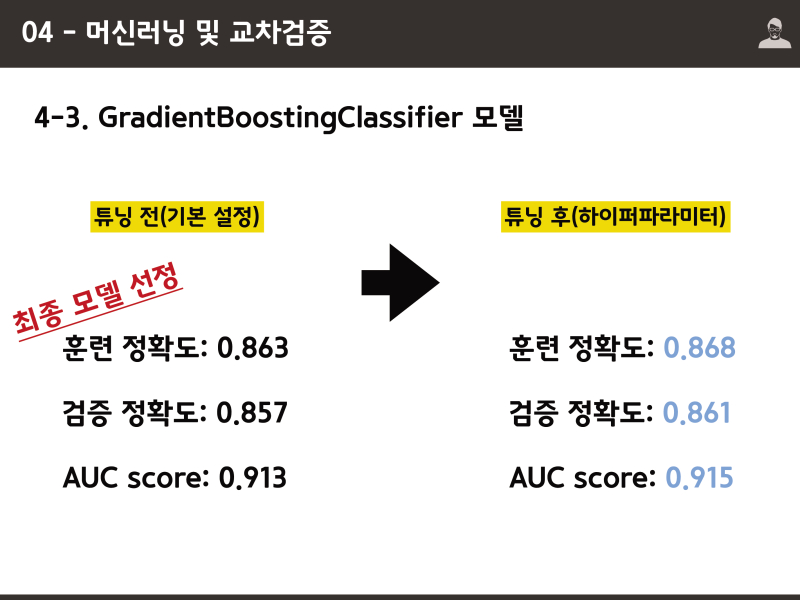 04 - 머신러닝 및 교차검증
4-3. GradientBoostingClassifier 모델
튜닝 전(기본 설정)
최종 모델 선정
훈련 정확도: 0.863
검증 정확도: 0.857
AUC score: 0.913
튜닝 후(하이퍼파라미터)
훈련 정확도: 0.868
검증 정확도: 0.861
AUC score: 0.915